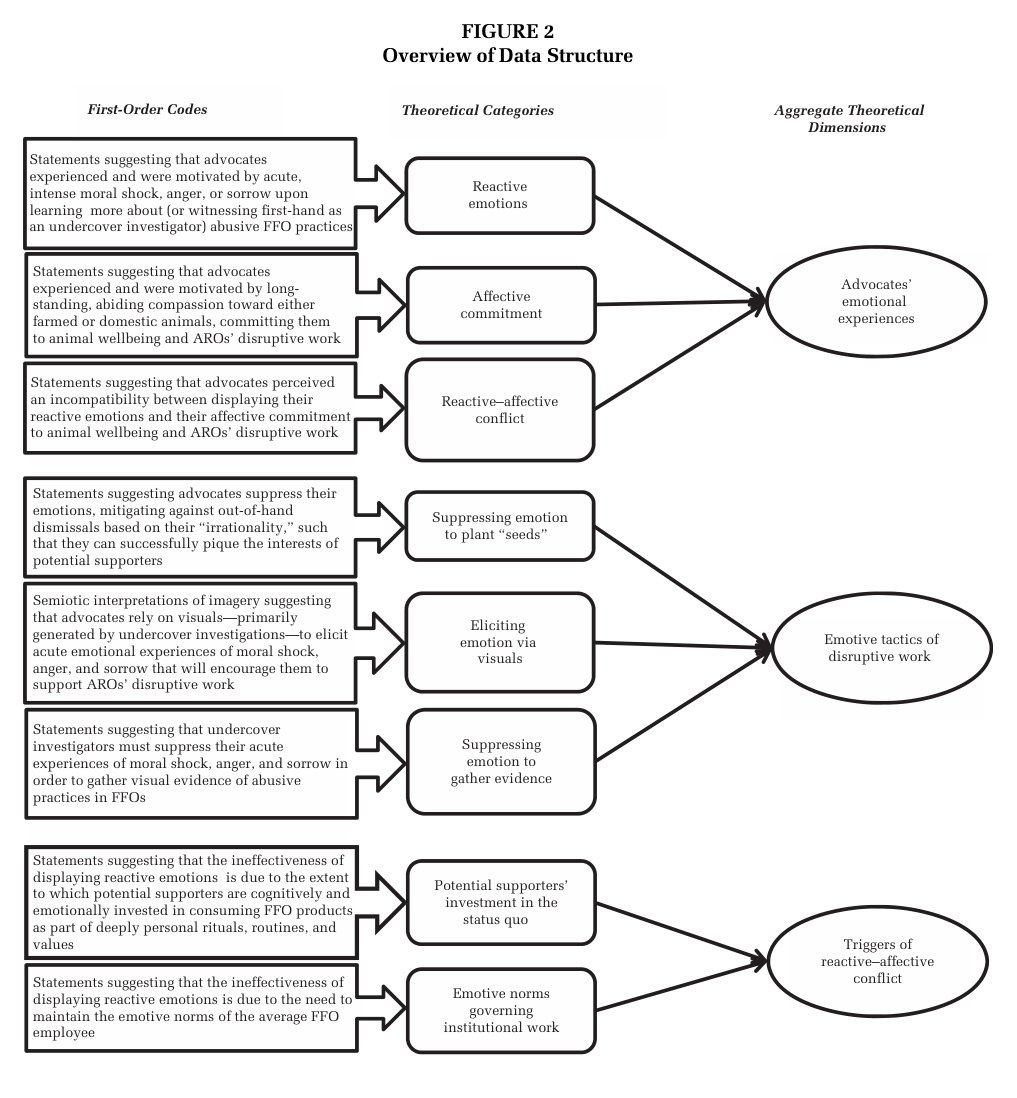 FIGURE 2
Overview of Data Structure
First-Order Codes
Theoretical Categories
Aggregate Theoretical
Dimensions
Statements suggesting that advocates
experienced and were motivated by acute,
intense moral shock, anger, or sorrow upon
learning more about (or witnessing first-hand as
an undercover investigator) abusive FFO practices
Reactive
emotions
Statements suggesting that advocates
experienced and were motivated by long-
standing, abiding compassion toward either
farmed or domestic animals, committing them
to animal wellbeing and AROs’ disruptive work
Affective
commitment
Advocates’
emotional
experiences
Statements suggesting that advocates perceived
an incompatibility between displaying their
reactive emotions and their affective commitment
to animal wellbeing and AROs’ disruptive work
Reactive–affective
conflict
Statements suggesting advocates suppress their
emotions, mitigating against out-of-hand
dismissals based on their “irrationality,” such
that they can successfully pique the interests of
potential supporters
Suppressing emotion
to plant “seeds”
Semiotic interpretations of imagery suggesting
that advocates rely on visuals—primarily
generated by undercover investigations—to elicit
acute emotional experiences of moral shock,
anger, and sorrow that will encourage them to
support AROs’ disruptive work
Eliciting
emotion via
visuals
Emotive tactics of
disruptive work
Statements suggesting that undercover
investigators must suppress their acute
experiences of moral shock, anger, and sorrow in
order to gather visual evidence of abusive
practices in FFOs
Suppressing
emotion to
gather evidence
Statements suggesting that the ineffectiveness of
displaying reactive emotions is due to the extent
to which potential supporters are cognitively and
emotionally invested in consuming FFO products
as part of deeply personal rituals, routines, and
values
Potential supporters’
investment in the
status quo
Triggers of
reactive–affective
conflict
Statements suggesting that the ineffectiveness of
displaying reactive emotions is due to the need to
maintain the emotive norms of the average FFO
employee
Emotive norms
governing
institutional work